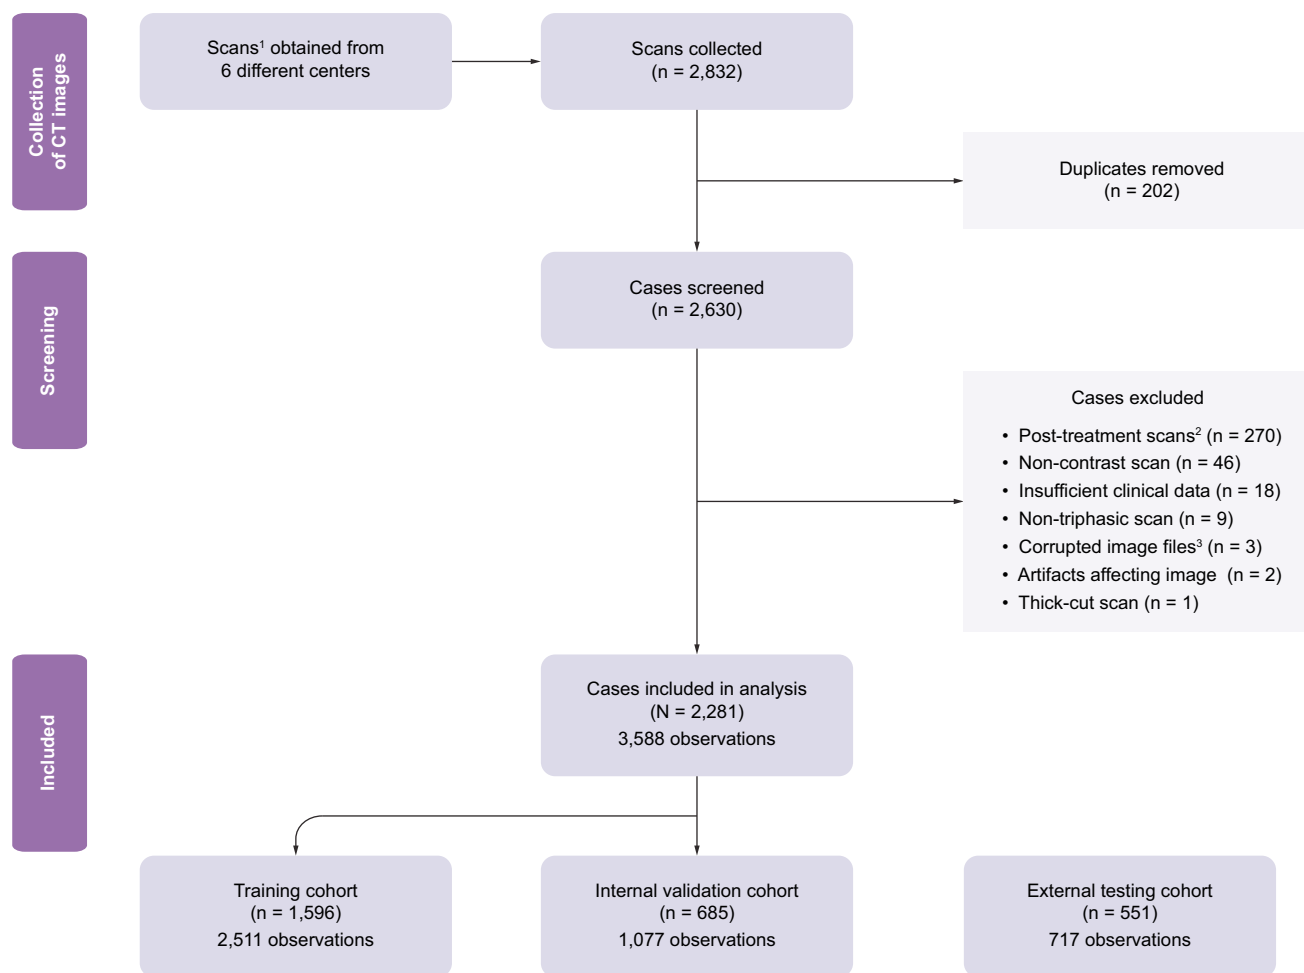 Collection
of CT images
Scans¹ obtained from
6 different centers
Scans collected
(n = 2,832)
Duplicates removed
(n = 202)
Screening
Cases screened
(n = 2,630)
Cases excluded
• Post-treatment scans² (n = 270)
• Non-contrast scan (n = 46)
• Insufficient clinical data (n = 18)
• Non-triphasic scan (n = 9)
• Corrupted image files³ (n = 3)
• Artifacts affecting image (n = 2)
• Thick-cut scan (n = 1)
Included
Cases included in analysis
(N = 2,281)
3,588 observations
Training cohort
(n = 1,596)
2,511 observations
Internal validation cohort
(n = 685)
1,077 observations
External testing cohort
(n = 551)
717 observations